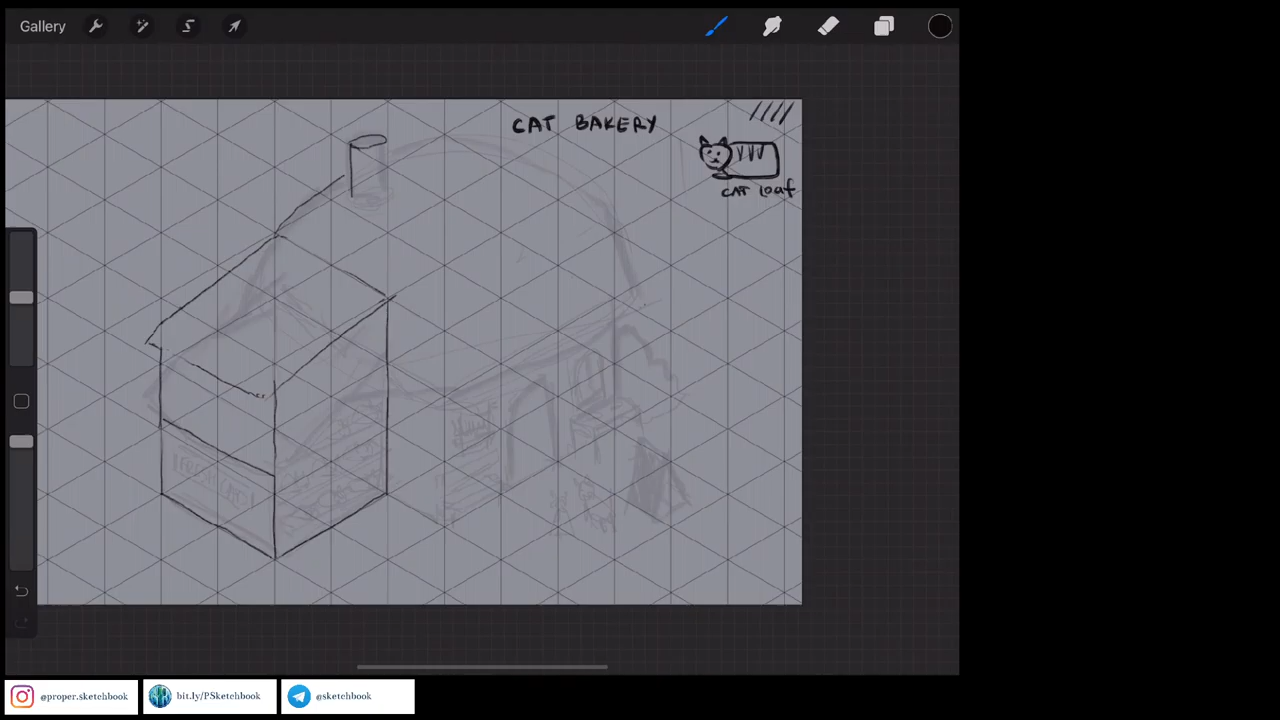 Gallery
CAT BAKERY
CAT loaf
@proper.sketchbook
bit.ly/PSketchbook
@sketchbook